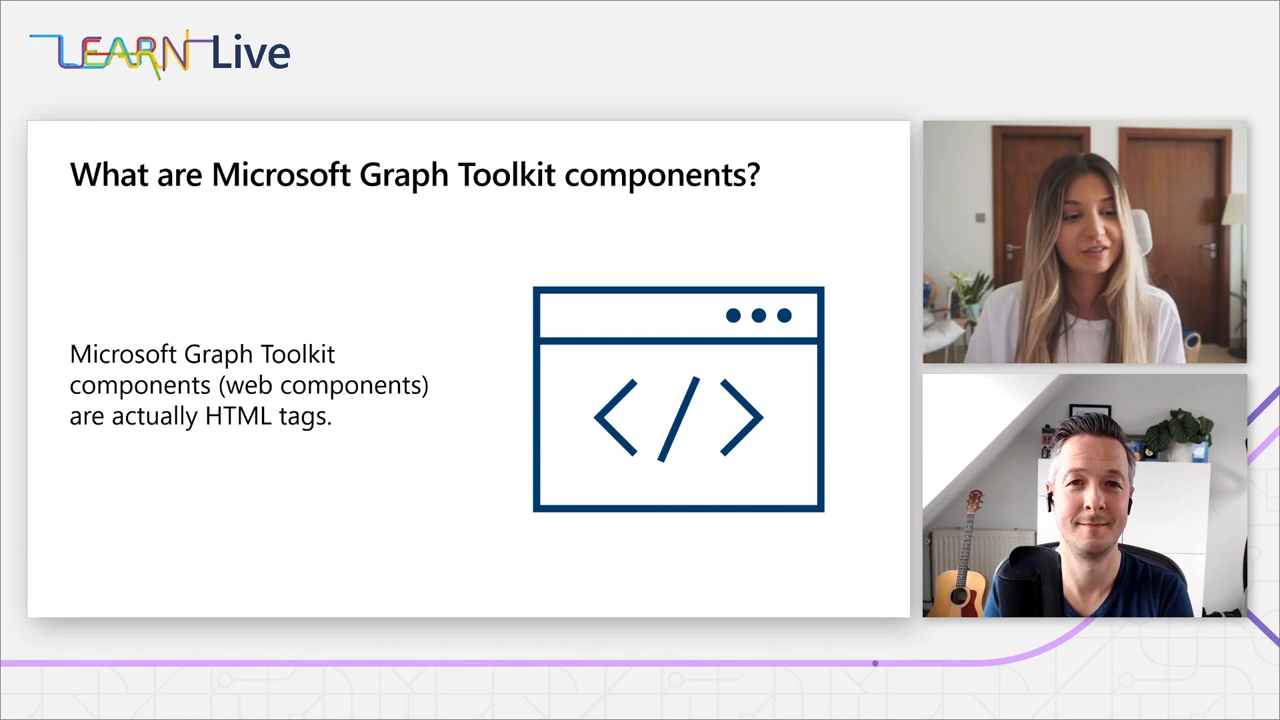 LEARN Live
What are Microsoft Graph Toolkit components?
Microsoft Graph Toolkit
components (web components)
are actually HTML tags.